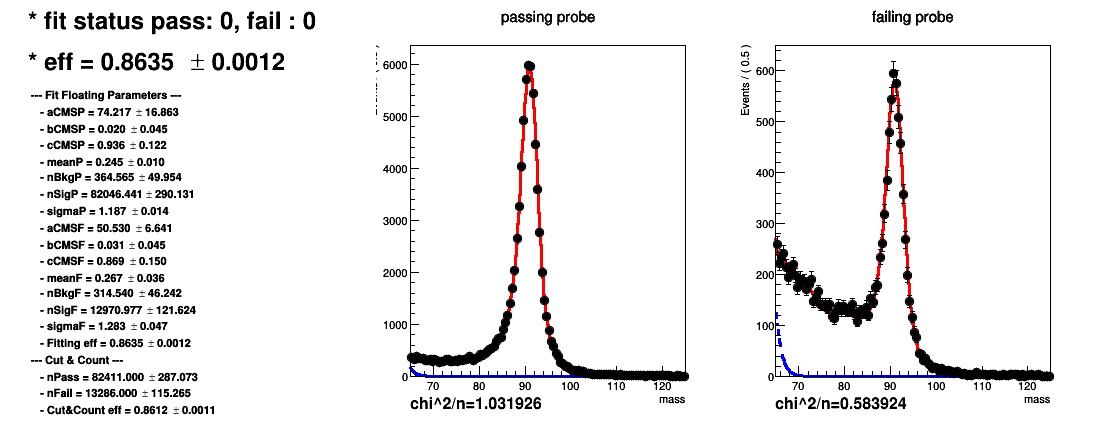 * fit status pass: 0, fail : 0
* eff = 0.8635 ± 0.0012
--- Fit Floating Parameters ---
- aCMSP = 74.217 ± 16.863
- bCMSP = 0.020 ± 0.045
- cCMSP = 0.936 ± 0.122
- meanP = 0.245 ± 0.010
- nBkgP = 364.565 ± 49.954
- nSigP = 82046.441 ± 290.131
- sigmaP = 1.187 ± 0.014
- aCMSF = 50.530 ± 6.641
- bCMSF = 0.031 ± 0.045
- cCMSF = 0.869 ± 0.150
- meanF = 0.267 ± 0.036
- nBkgF = 314.540 ± 46.242
- nSigF = 12970.977 ± 121.624
- sigmaF = 1.283 ± 0.047
- Fitting eff = 0.8635 ± 0.0012
--- Cut & Count ---
- nPass = 82411.000 ± 287.073
- nFail = 13286.000 ± 115.265
- Cut&Count eff = 0.8612 ± 0.0011
passing probe
6000
5000
4000
3000
2000
1000
0
70 80 90 100 110 120
mass
chi^2/n=1.031926
failing probe
Events / ( 0.5 )
600
500
400
300
200
100
0
70 80 90 100 110 120
mass
chi^2/n=0.583924